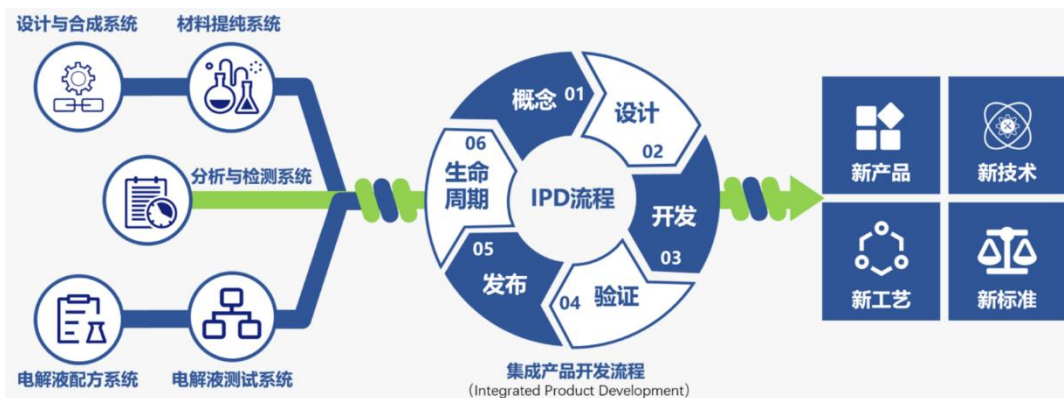 设计与合成系统
材料提纯系统
分析与检测系统
电解液配方系统
电解液测试系统
概念 01
设计
02
开发
03
04 验证
05
发布
06
生命
周期
IPD流程
集成产品开发流程
(Integrated Product Development)
新产品
新技术
新工艺
新标准